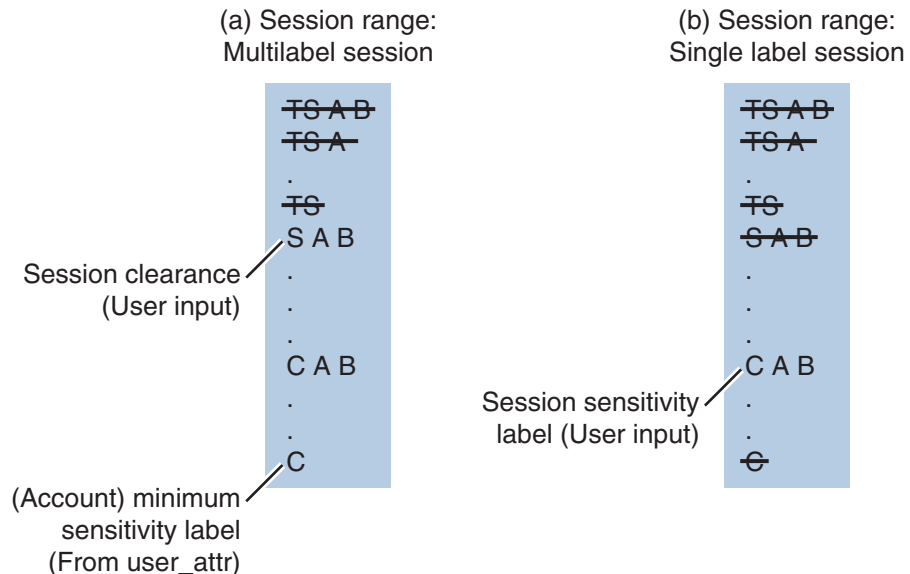 (a) Session range:
Multilabel session
TS A B
TS A
.
TS
S A B
Session clearance
(User input)
.
.
.
C A B
.
.
C
(Account) minimum
sensitivity label
(From user_attr)
(b) Session range:
Single label session
TS A B
TS A
.
TS
S A B
.
.
.
C A B
Session sensitivity
label (User input)
.
.
C